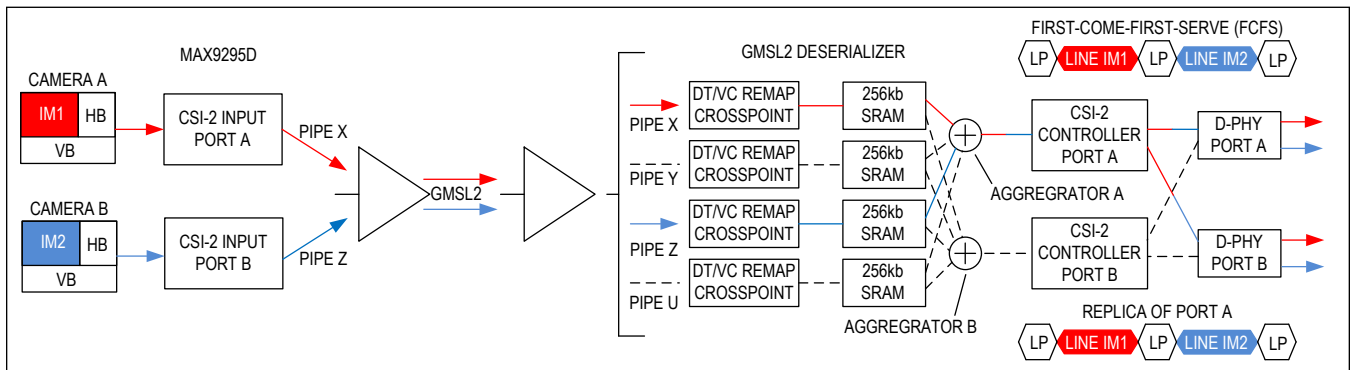 MAX9295D
CAMERA A
IM1
HB
VB
CSI-2 INPUT
PORT A
PIPE X
CAMERA B
IM2
HB
VB
CSI-2 INPUT
PORT B
PIPE Z
GMSL2
GMSL2 DESERIALIZER
PIPE X
DT/VC REMAP
CROSSPOINT
256kb
SRAM
PIPE Y
DT/VC REMAP
CROSSPOINT
256kb
SRAM
PIPE Z
DT/VC REMAP
CROSSPOINT
256kb
SRAM
PIPE U
DT/VC REMAP
CROSSPOINT
256kb
SRAM
AGGREGRATOR A
AGGREGRATOR B
FIRST-COME-FIRST-SERVE (FCFS)
LP
LINE IM1
LP
LINE IM2
LP
CSI-2
CONTROLLER
PORT A
D-PHY
PORT A
CSI-2
CONTROLLER
PORT B
D-PHY
PORT B
REPLICA OF PORT A
LP
LINE IM1
LP
LINE IM2
LP